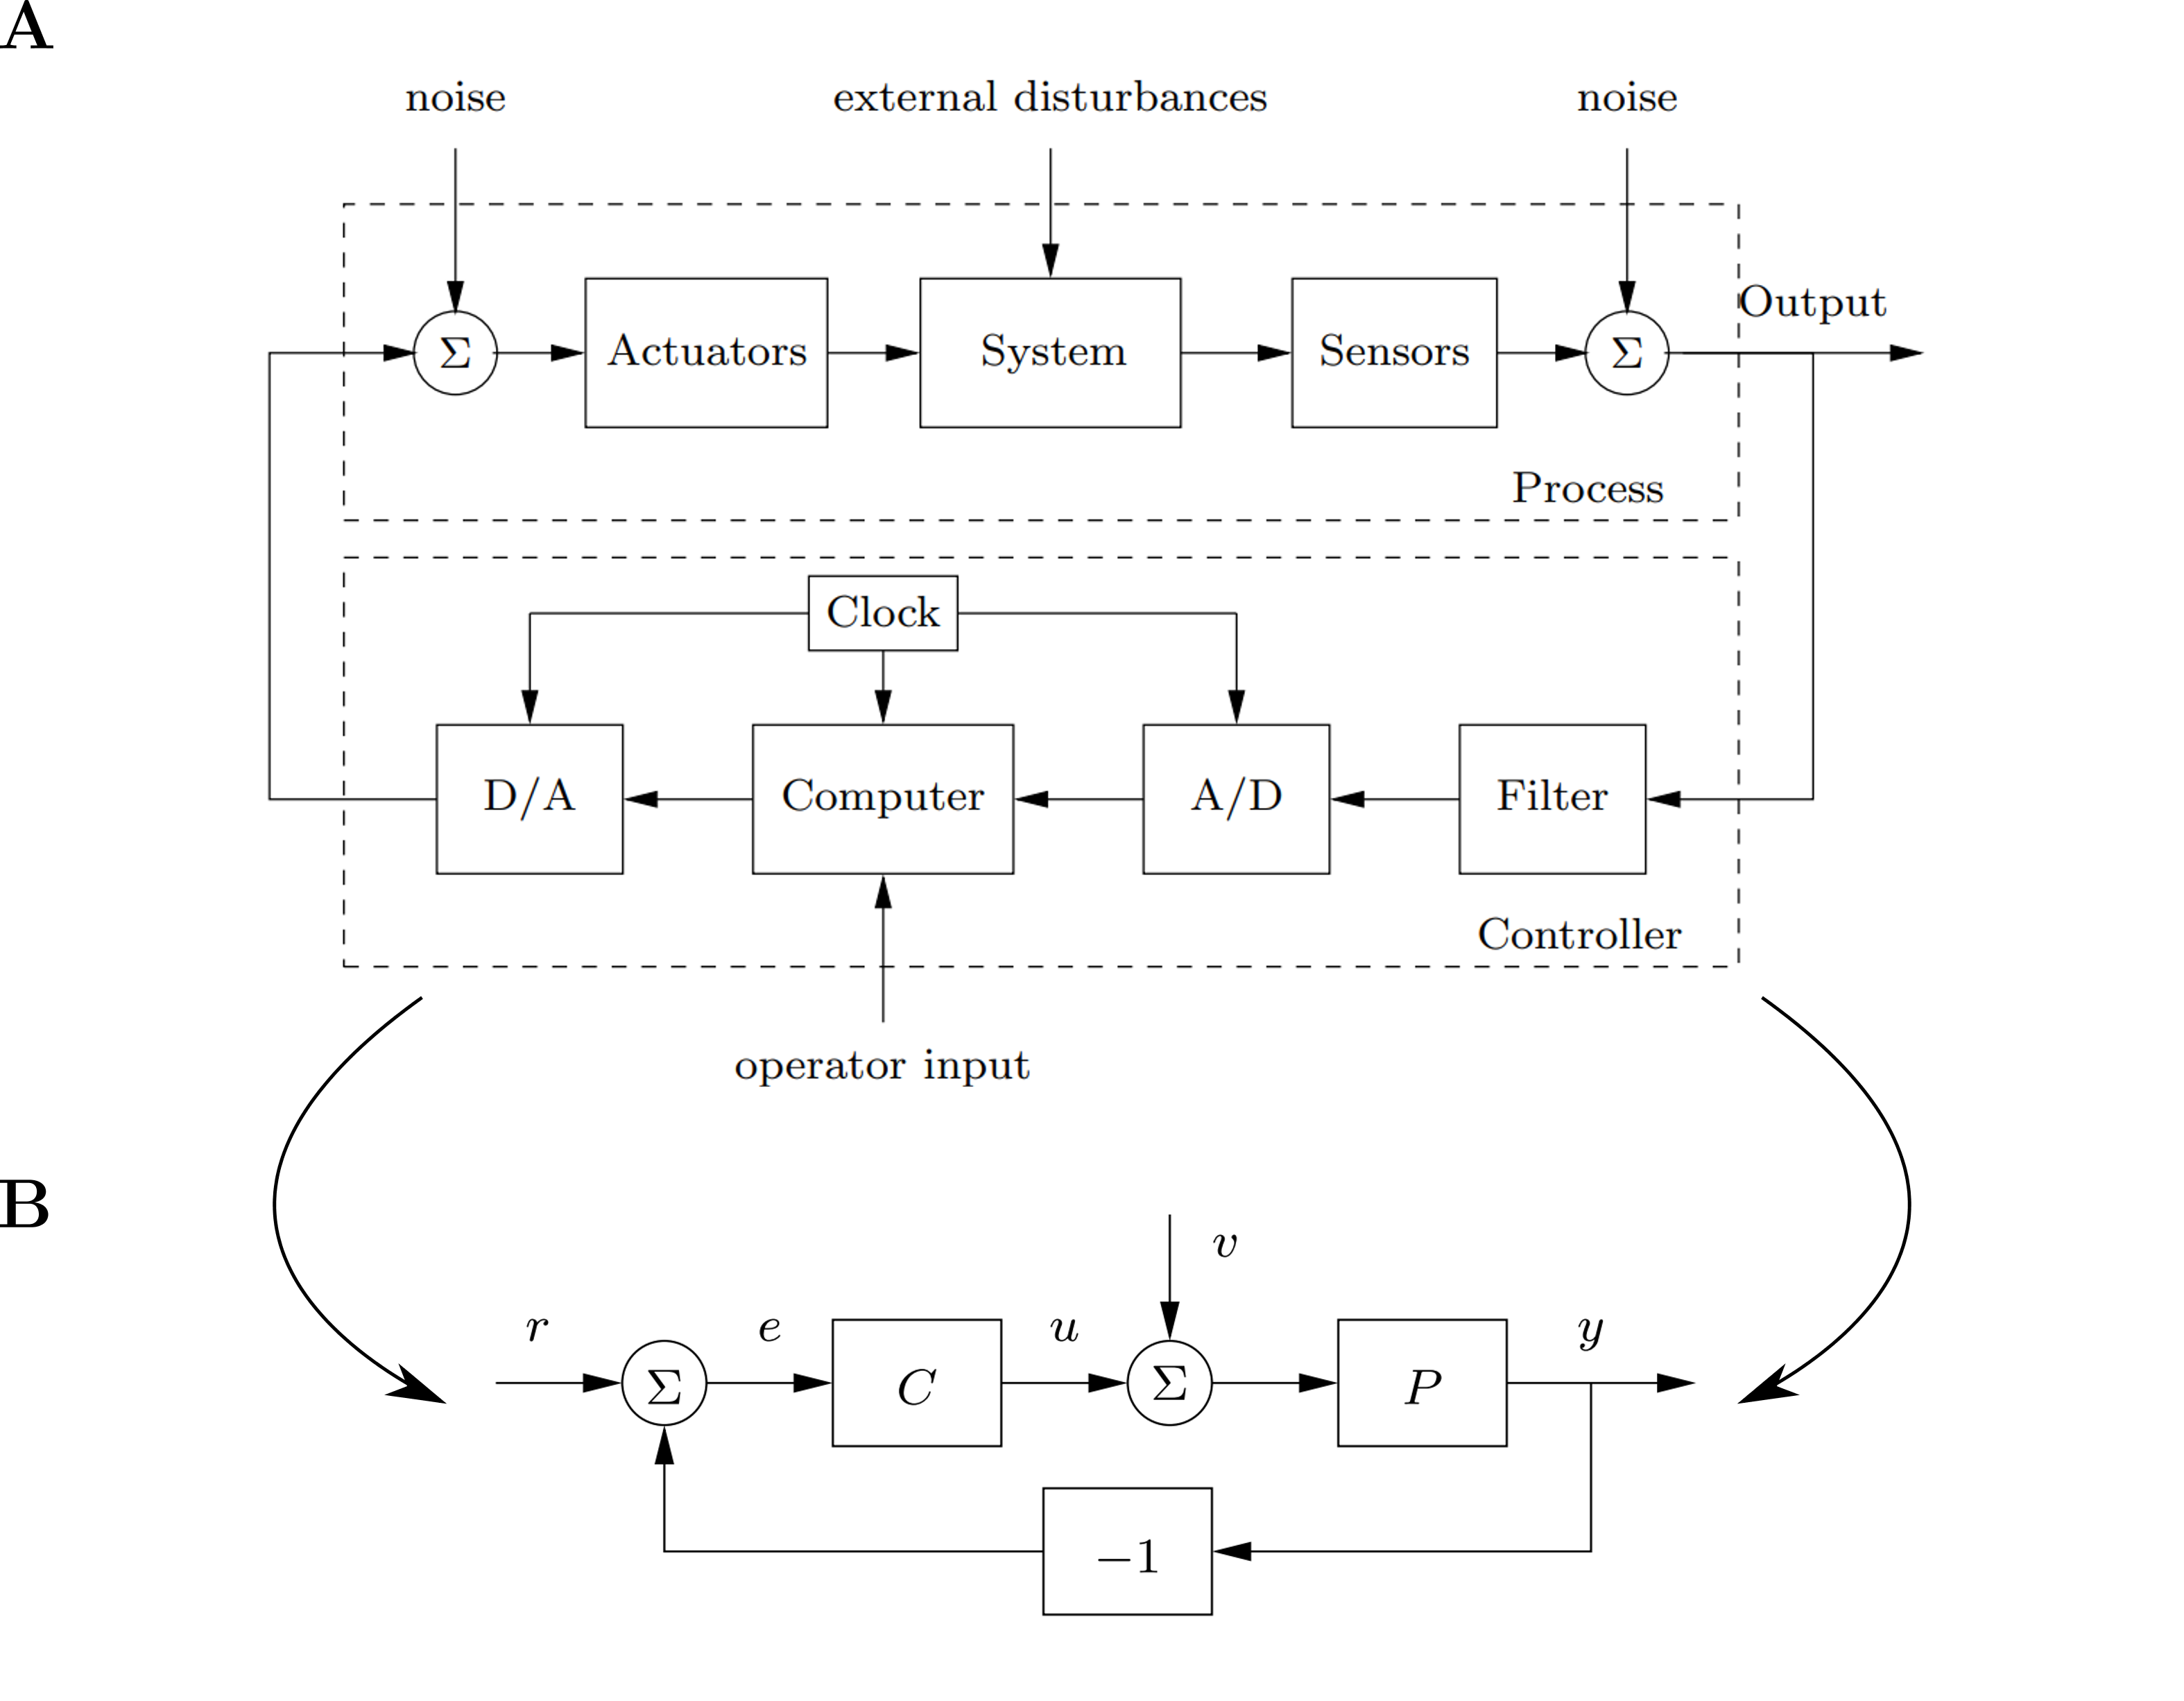 A
noise external disturbances noise
Output
Σ Actuators System Sensors Σ
Process
Clock
D/A Computer A/D Filter
Controller
operator input
B
v
r e u y
Σ C Σ P
−1